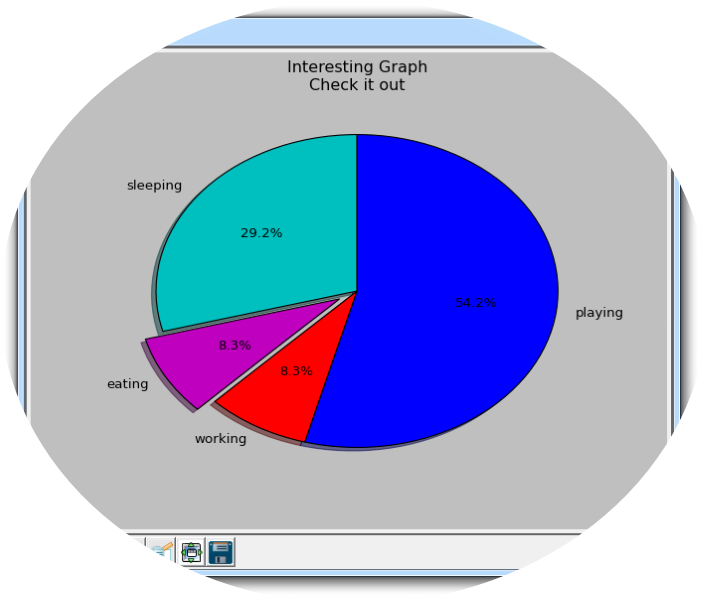 Interesting Graph
Check it out
sleeping
29.2%
54.2%
playing
8.3%
eating
8.3%
working